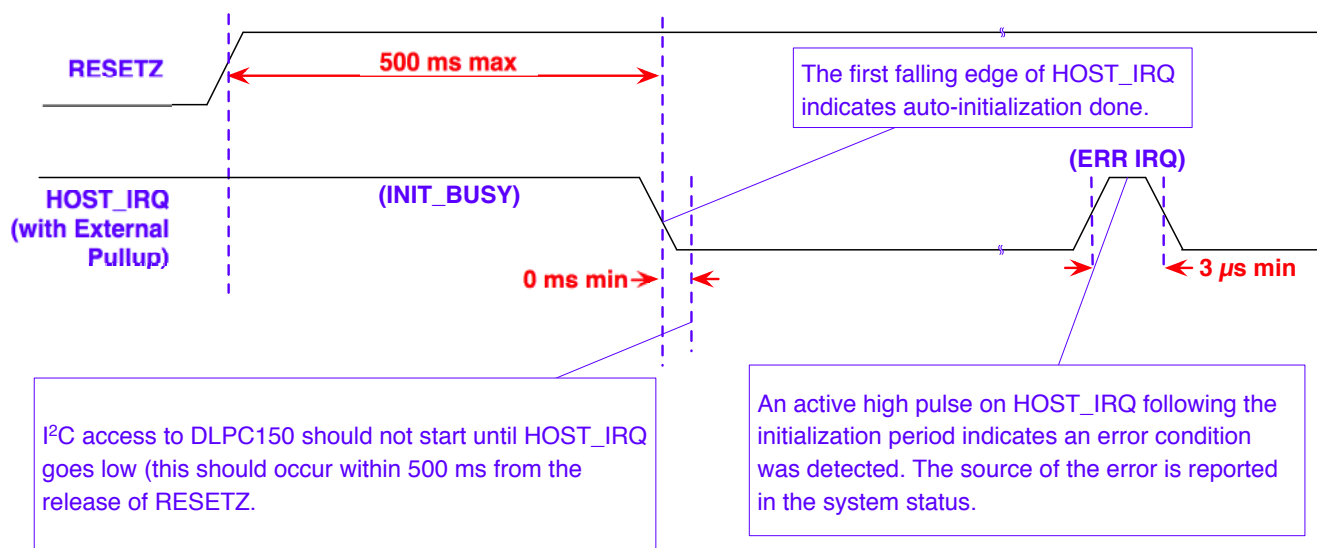 RESETZ
500 ms max
The first falling edge of HOST_IRQ
indicates auto-initialization done.
(ERR IRQ)
HOST_IRQ
(with External
Pullup)
(INIT_BUSY)
0 ms min
3 µs min
I²C access to DLPC150 should not start until HOST_IRQ
goes low (this should occur within 500 ms from the
release of RESETZ.
An active high pulse on HOST_IRQ following the
initialization period indicates an error condition
was detected. The source of the error is reported
in the system status.